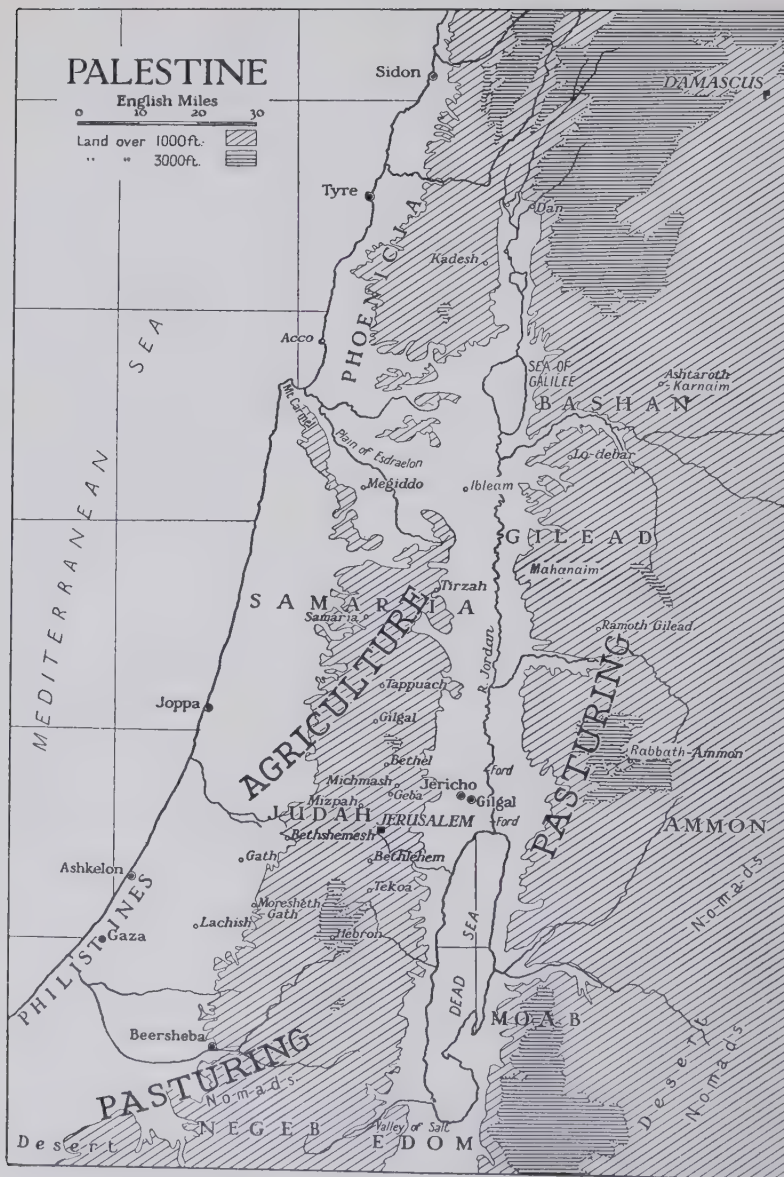 PALESTINE
English Miles
0 10 20 30
Land over 1000ft.
" " 3000ft.
Sidon
DAMASCUS
Tyre
Dan
PHOENICIA
Kadesh
Acco
SEA OF
GALILEE
Ashtaroth
-Karnaim
BASHAN
Mt Carmel
Plain of Esdraelon
Lo-debar
Megiddo
Ibleam
MEDITERRANEAN SEA
GILEAD
Mahanaim
Tirzah
SAMARIA
Samaria
Ramoth Gilead
AGRICULTURE
R. Jordan
PASTURING
Tappuach
Joppa
Gilgal
Rabbath-Ammon
Bethel
Ford
Michmash
Jericho
Geba
Gilgal
Mizpah
JUDAH
JERUSALEM
Ford
AMMON
Bethshemesh
Gath
Bethlehem
Ashkelon
Tekoa
Nomads
Moresheth
Gath
Lachish
Hebron
PHILISTINES
Gaza
DEAD SEA
MOAB
Beersheba
Desert
Nomads
PASTURING
Nomads
NEGEB
Valley of Salt
Desert
EDOM